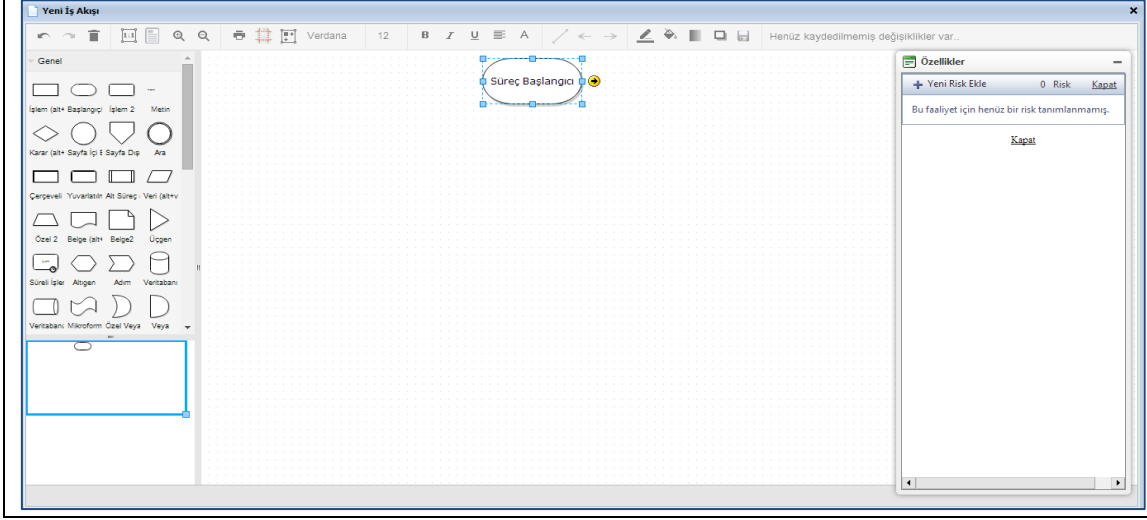 Yeni İş Akışı
Verdana 12 B I U A Henüz kaydedilmemiş değişiklikler var..
Genel
İşlem (alt+ Başlangıç/ İşlem 2 Metin
Karar (alt+ Sayfa İçi Sayfa Dış Ara
Çerçeveli Yuvarlatılm Alt Süreç Veri (alt+v
Özel 2 Belge (alt+ Belge2 Üçgen
Süreli İşler Altıgen Adım Veritabanı
Veritabanı Mikroform Özel Veya Veya
Süreç Başlangıcı
Özellikler
Yeni Risk Ekle 0 Risk Kapat
Bu faaliyet için henüz bir risk tanımlanmamış.
Kapat